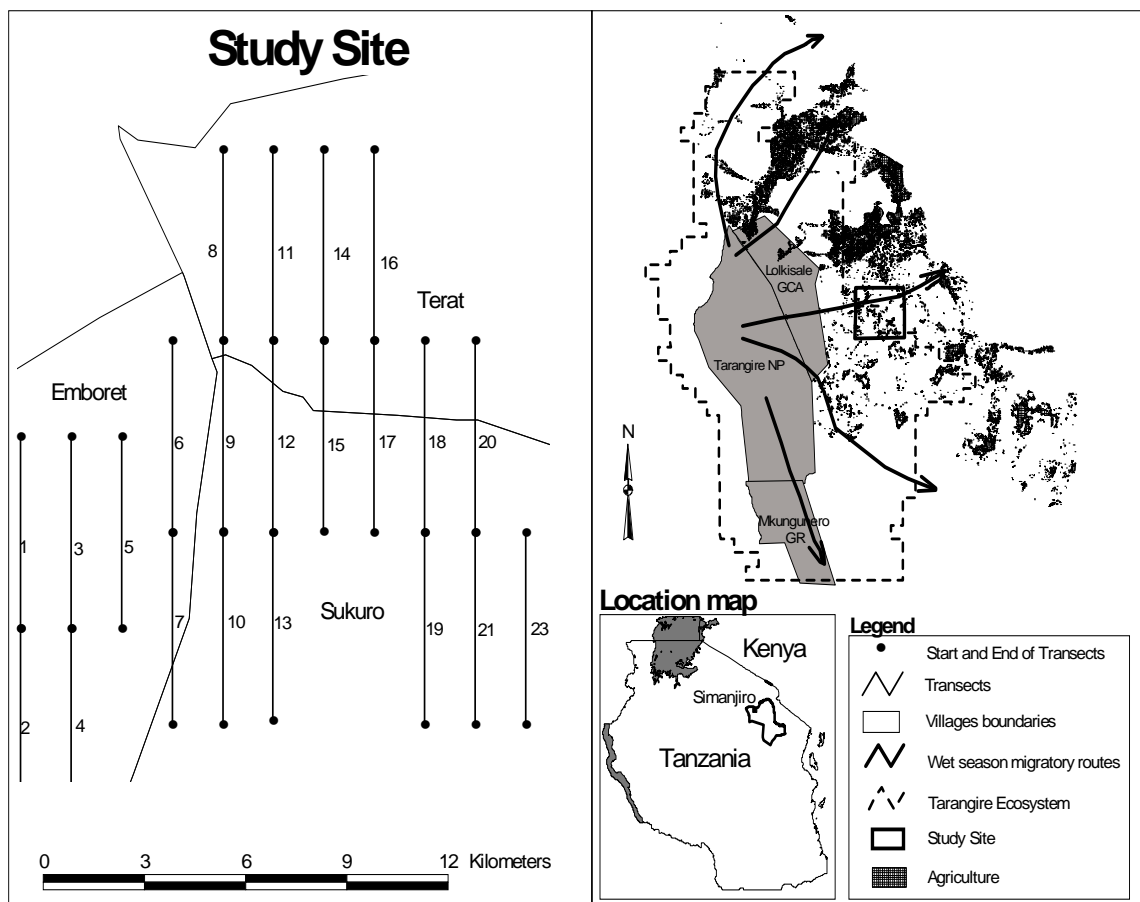 Study Site
8
11
14
16
Terat
Emboret
6
9
12
15
17
18
20
1
3
5
7
10
13
Sukuro
19
21
23
2
4
0
3
6
9
12
Kilometers
Lolkisale
GCA
Tarangire NP
N
Mkungunero
GR
Location map
Kenya
Simanjiro
Tanzania
Legend
Start and End of Transects
Transects
Villages boundaries
Wet season migratory routes
Tarangire Ecosystem
Study Site
Agriculture